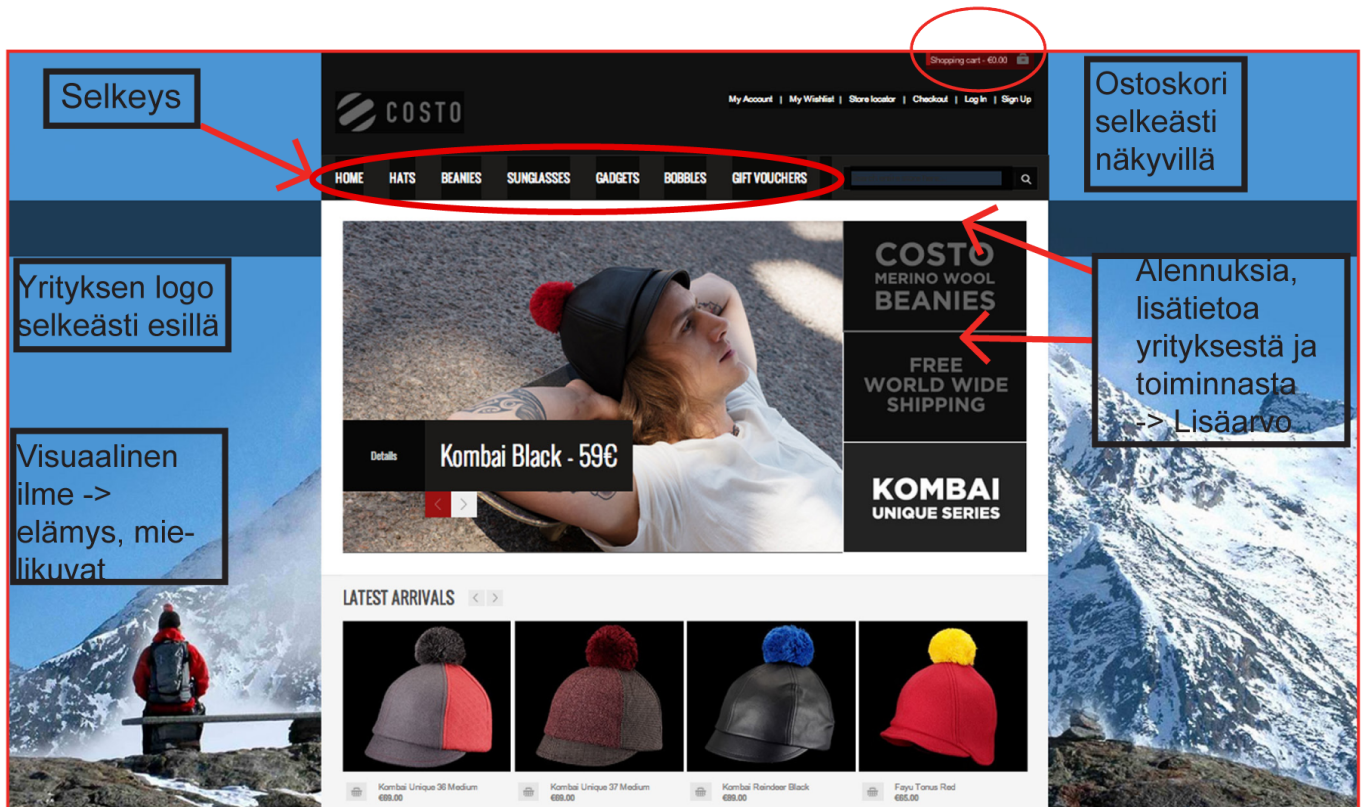 Shopping cart - €0.00
Selkeys
Ostoskori
selkeästi
näkyvillä
COSTO
My Account | My Wishlist | Store locator | Checkout | Log In | Sign Up
HOME HATS BEANIES SUNGLASSES GADGETS BOBBLES GIFT VOUCHERS
Yrityksen logo
selkeästi esillä
Visuaalinen
ilme ->
elämys, mie-
likuvat
COSTO
MERINO WOOL
BEANIES
FREE
WORLD WIDE
SHIPPING
KOMBAI
UNIQUE SERIES
Alennuksia,
lisätietoa
yrityksestä ja
toiminnasta
-> Lisäarvo
Details
Kombai Black - 59€
< >
LATEST ARRIVALS < >
Kombai Unique 36 Medium
€69.00
Kombai Unique 37 Medium
€69.00
Kombai Reindeer Black
€89.00
Fayu Tonus Red
€65.00